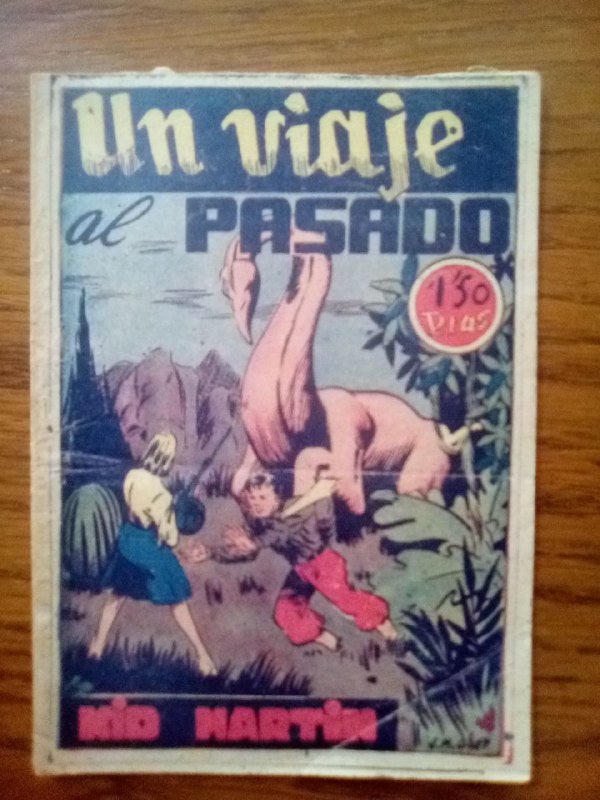 Un viaje
al PASADO
1'50
Ptas
KID MARTIN